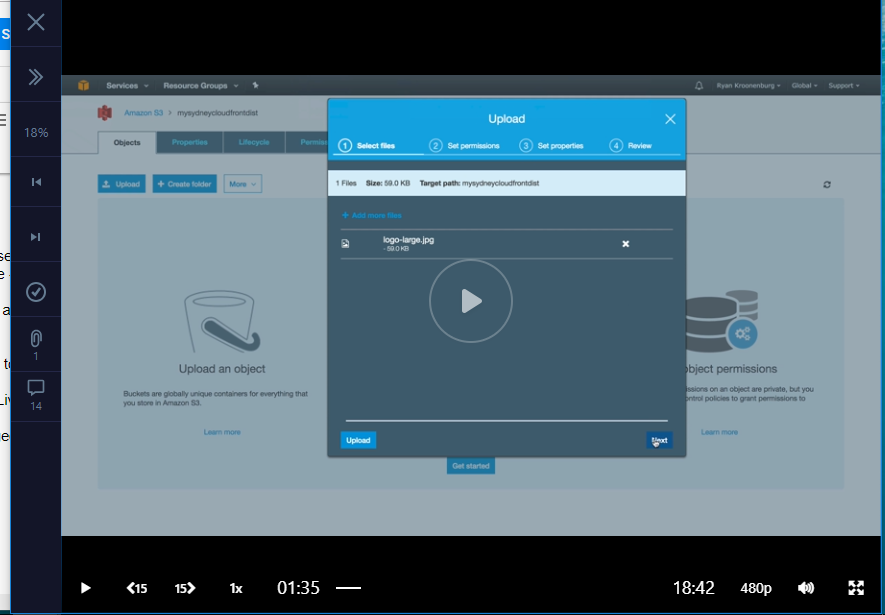 Services Resource Groups Ryan Kroonenburg Global Support
Amazon S3 > mysydneycloudfrontdist
Objects Properties Lifecycle
Upload + Create folder More
Upload
1 Select files 2 Set permissions 3 Set properties 4 Review
1 Files Size: 59.0 KB Target path: mysydneycloudfrontdist
+ Add more files
logo-large.jpg
- 59.0 KB
Upload Next
Upload an object
Buckets are globally unique containers for everything that
you store in Amazon S3.
Learn more
object permissions
on an object are private, but you
control policies to grant permissions to
Learn more
Get started
18%
1
14
15 15 1x 01:35 18:42 480p